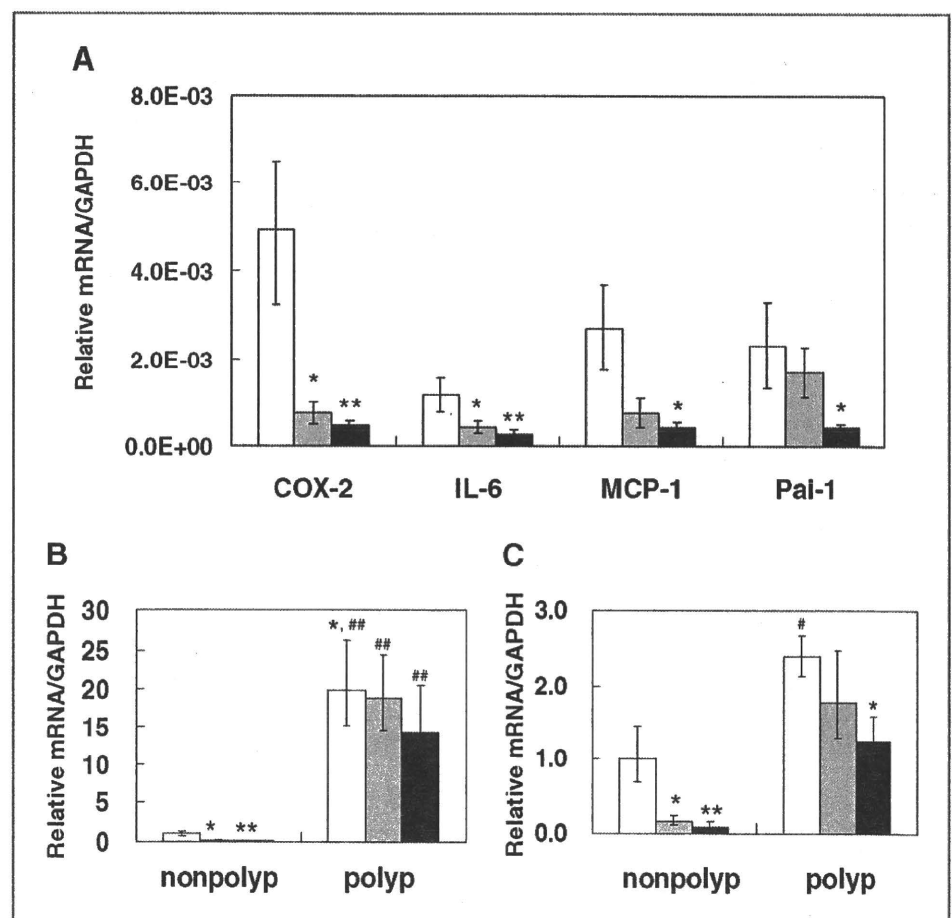 A
Relative mRNA/GAPDH
8.0E-03
6.0E-03
4.0E-03
2.0E-03
0.0E+00
*
**
*
**
*
*
COX-2
IL-6
MCP-1
Pai-1
B
Relative mRNA/GAPDH
30
25
20
15
10
5
0
*
**
*, ##
##
##
nonpolyp
polyp
C
Relative mRNA/GAPDH
3.0
2.0
1.0
0.0
*
**
#
*
nonpolyp
polyp